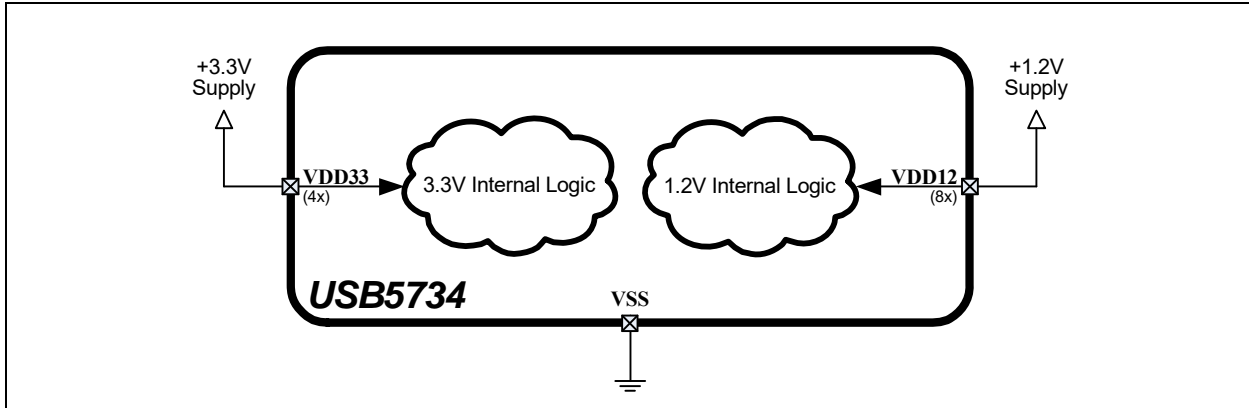 +3.3V
Supply
+1.2V
Supply
VDD33
(4x)
3.3V Internal Logic
1.2V Internal Logic
VDD12
(8x)
USB5734
VSS